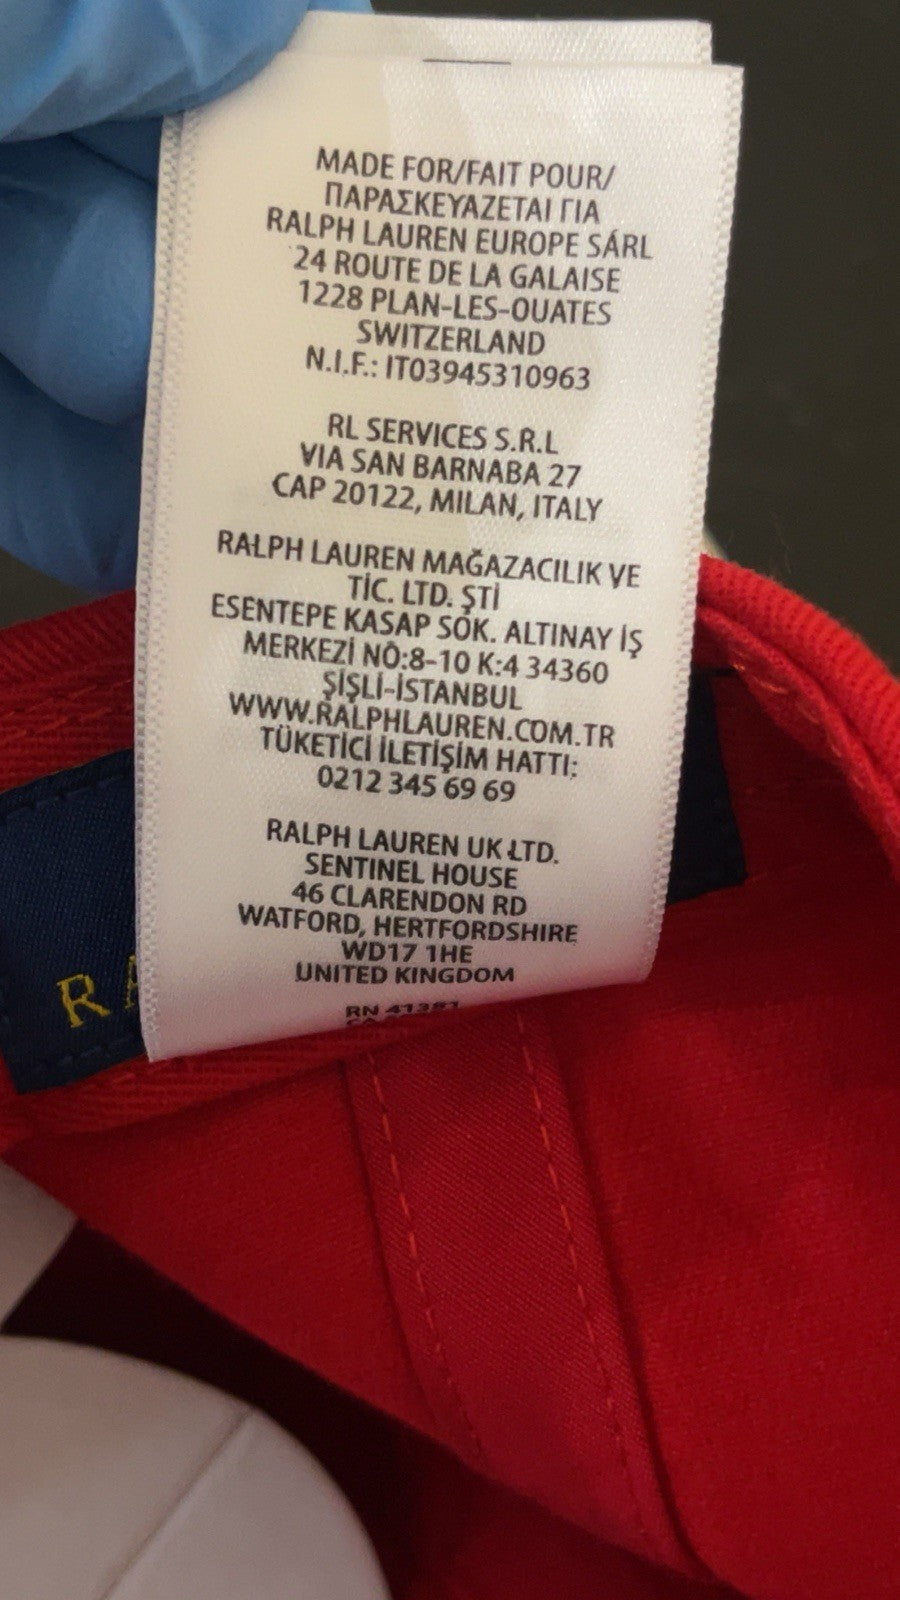 MADE FOR/FAIT POUR/
ΠΑΡΑΣΚΕΥΑΖΕΤΑΙ ΓΙΑ
RALPH LAUREN EUROPE SÁRL
24 ROUTE DE LA GALAISE
1228 PLAN-LES-OUATES
SWITZERLAND
N.I.F.: IT03945310963
RL SERVICES S.R.L
VIA SAN BARNABA 27
CAP 20122, MILAN, ITALY
RALPH LAUREN MAĞAZACILIK VE
TİC. LTD. ŞTİ
ESENTEPE KASAP SOK. ALTINAY İŞ
MERKEZİ NO:8-10 K:4 34360
ŞİŞLİ-İSTANBUL
WWW.RALPHLAUREN.COM.TR
TÜKETİCİ İLETİŞİM HATTI:
0212 345 69 69
RALPH LAUREN UK LTD.
SENTINEL HOUSE
46 CLARENDON RD
WATFORD, HERTFORDSHIRE
WD17 1HE
UNITED KINGDOM
RN 41381
RA